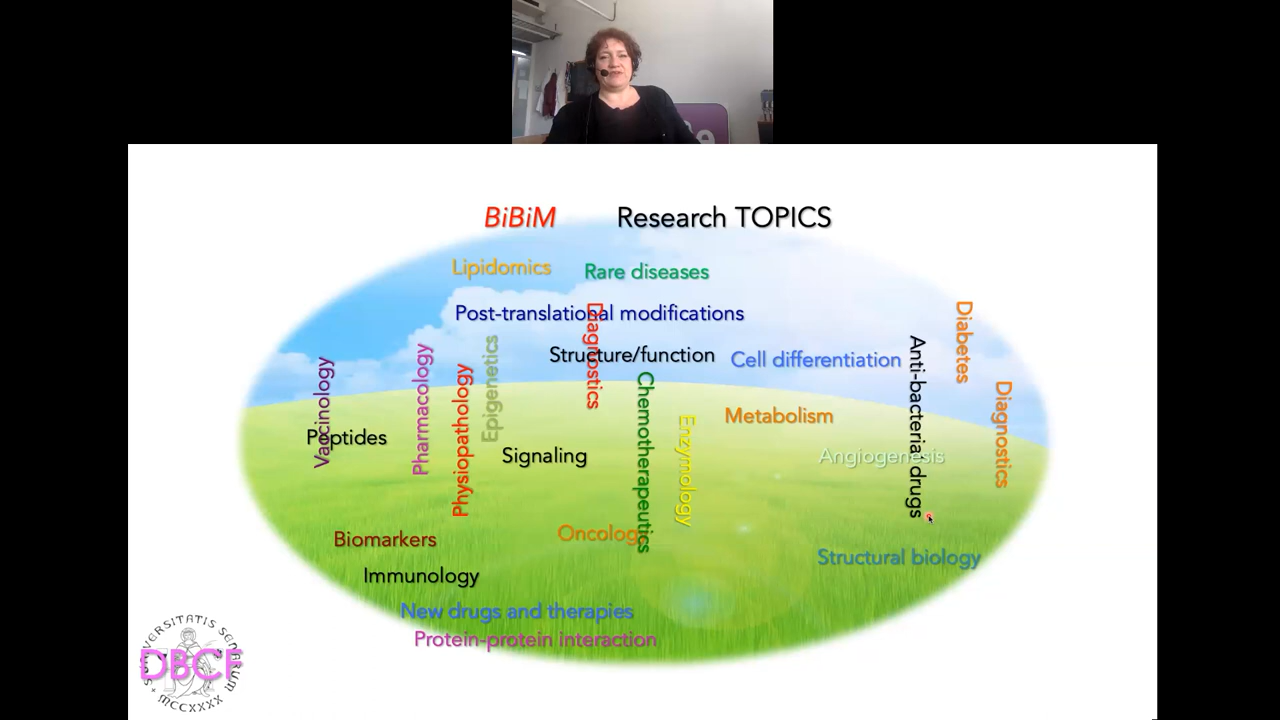 BiBiM Research TOPICS
Lipidomics
Rare diseases
Post-translational modifications
Diagnostics
Structure/function
Cell differentiation
Anti-bacterial drugs
Diabetes
Diagnostics
Vaccinology
Pharmacology
Physiopathology
Epigenetics
Chemotherapeutics
Enzymology
Metabolism
Peptides
Signaling
Angiogenesis
Biomarkers
Oncology
Structural biology
Immunology
New drugs and therapies
Protein-protein interaction
DBCF
MCCXXXX